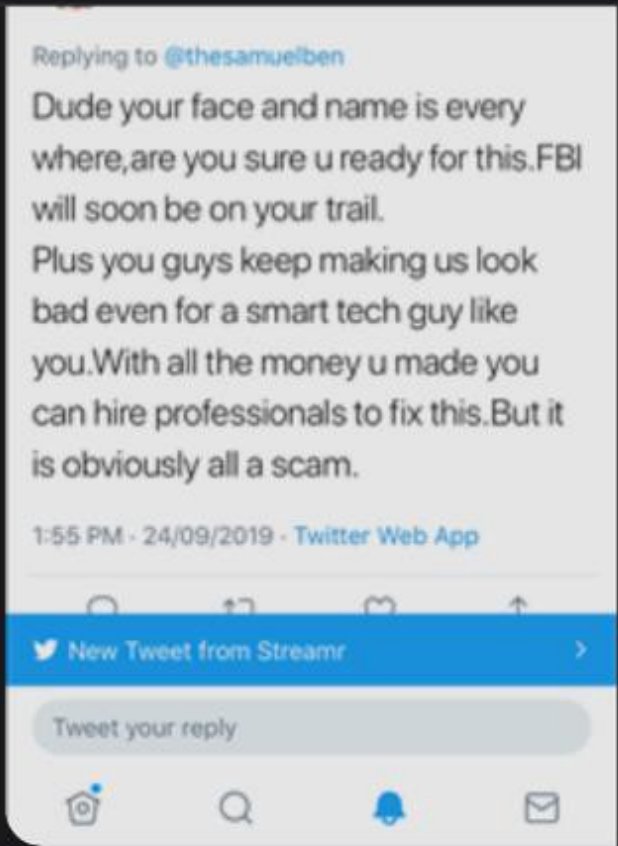 Replying to @thesamuelben
Dude your face and name is every
where,are you sure u ready for this.FBI
will soon be on your trail.
Plus you guys keep making us look
bad even for a smart tech guy like
you.With all the money u made you
can hire professionals to fix this.But it
is obviously all a scam.
1:55 PM · 24/09/2019 · Twitter Web App
New Tweet from Streamr
Tweet your reply